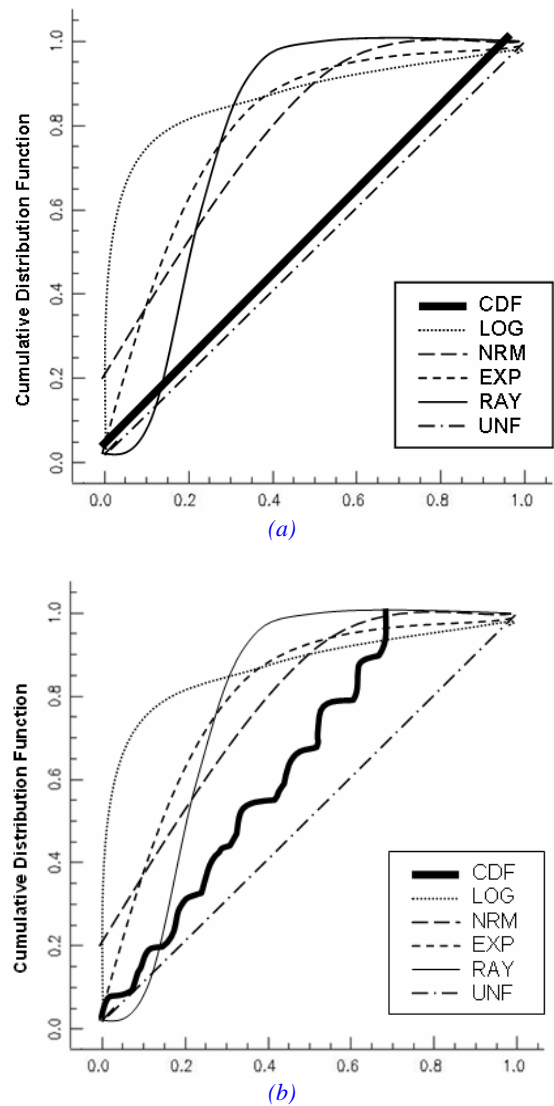 Cumulative Distribution Function
1.0
0.8
0.6
0.4
0.2
0.0
CDF
LOG
NRM
EXP
RAY
UNF
0.0 0.2 0.4 0.6 0.8 1.0
(a)
Cumulative Distribution Function
1.0
0.8
0.6
0.4
0.2
0.0
CDF
LOG
NRM
EXP
RAY
UNF
0.0 0.2 0.4 0.6 0.8 1.0
(b)